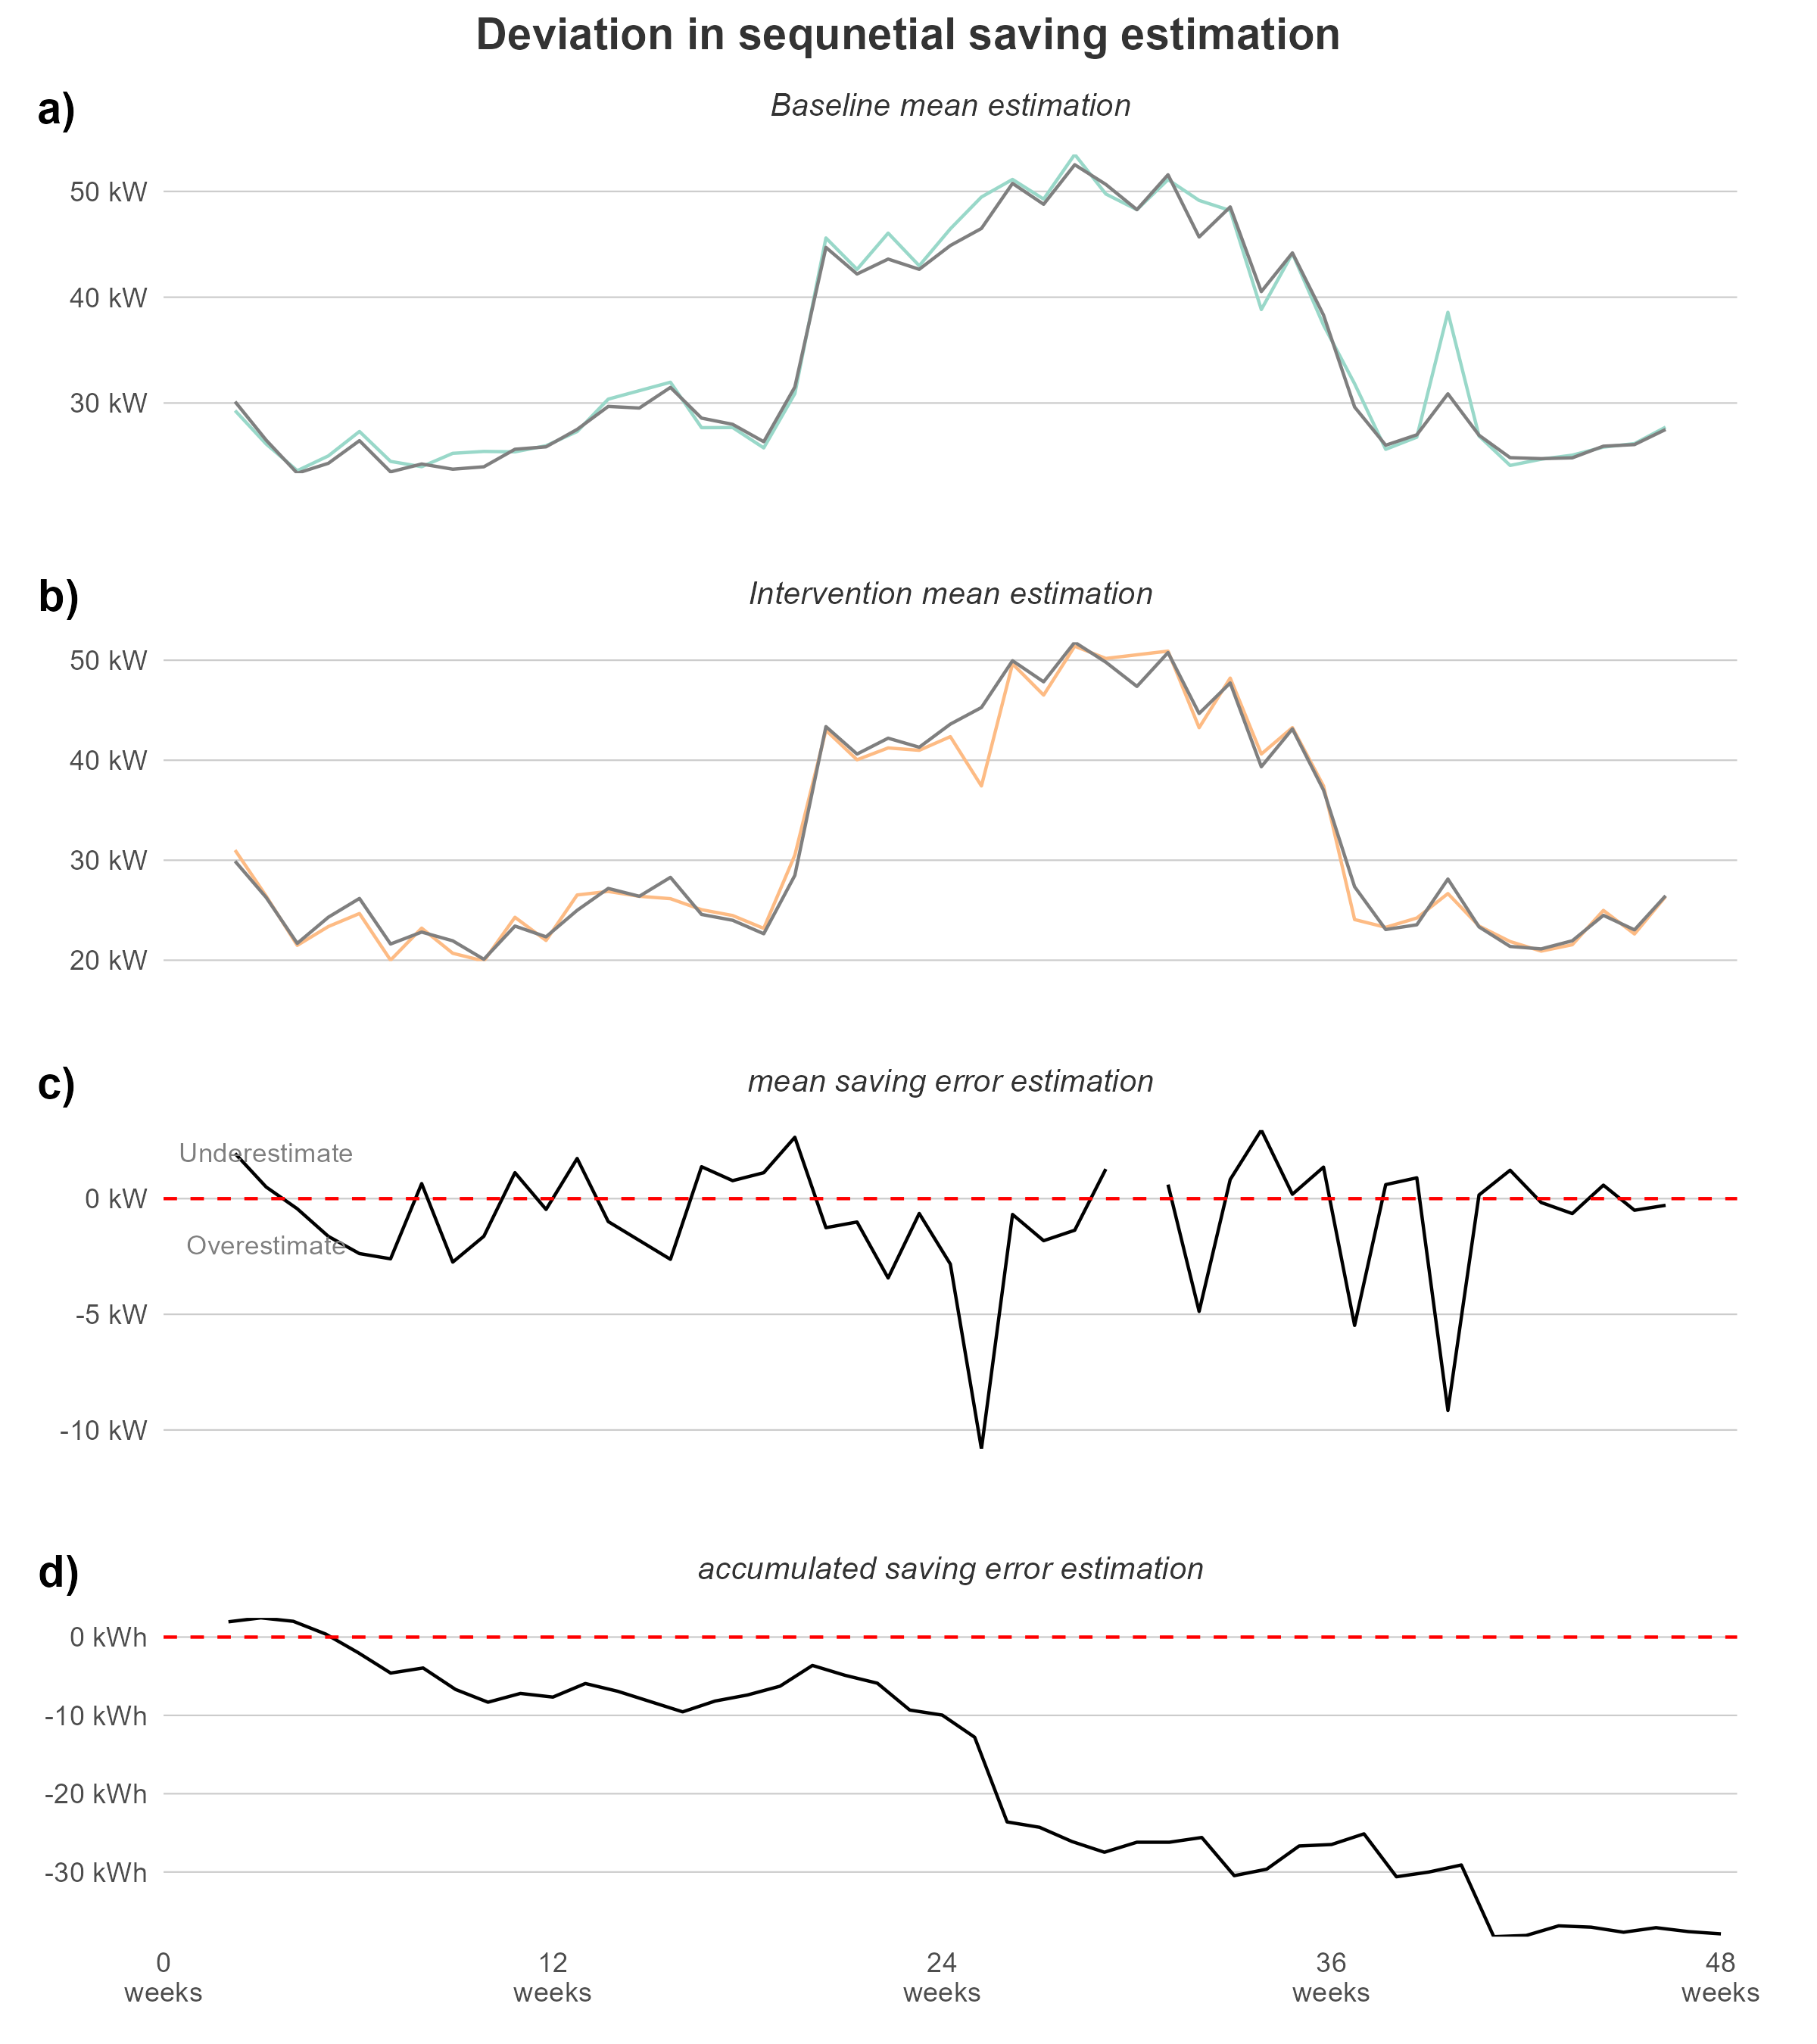 Deviation in sequnetial saving estimation
a)
Baseline mean estimation
50 kW
40 kW
30 kW
b)
Intervention mean estimation
50 kW
40 kW
30 kW
20 kW
c)
mean saving error estimation
Underestimate
0 kW
Overestimate
-5 kW
-10 kW
d)
accumulated saving error estimation
0 kWh
-10 kWh
-20 kWh
-30 kWh
0 12 24 36 48
weeks weeks weeks weeks weeks